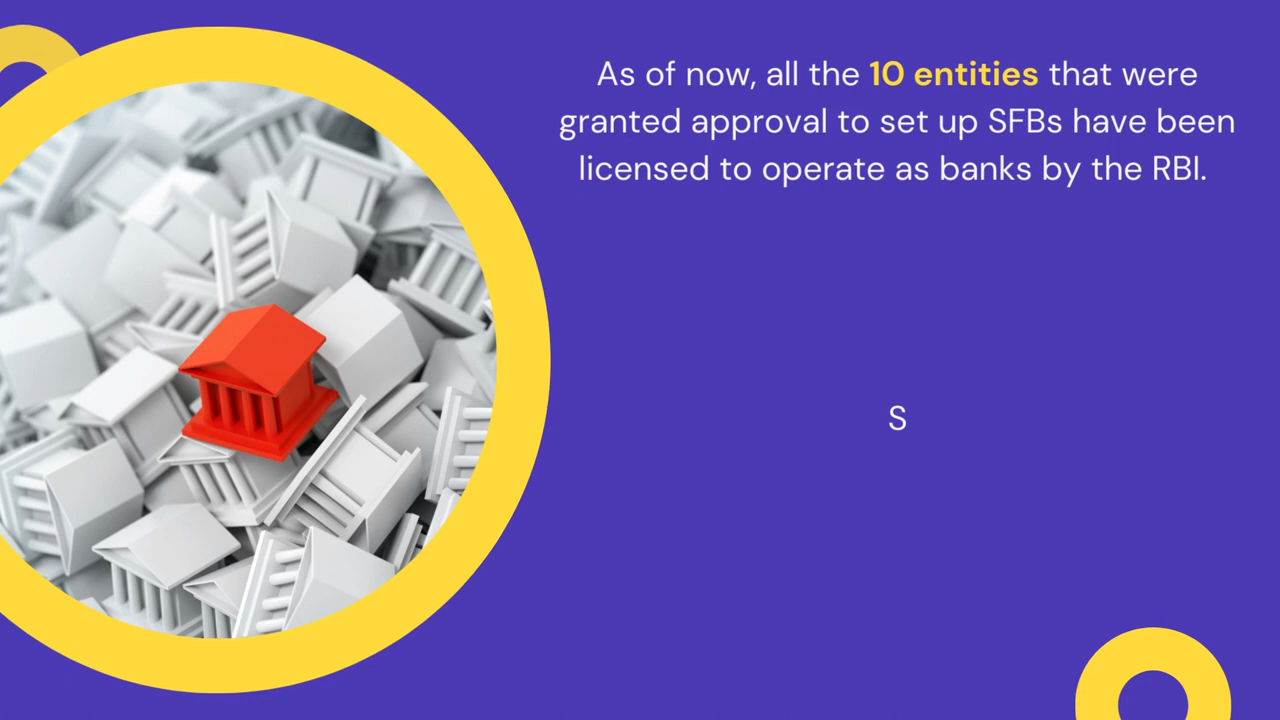 As of now, all the 10 entities that were
granted approval to set up SFBs have been
licensed to operate as banks by the RBI.
S